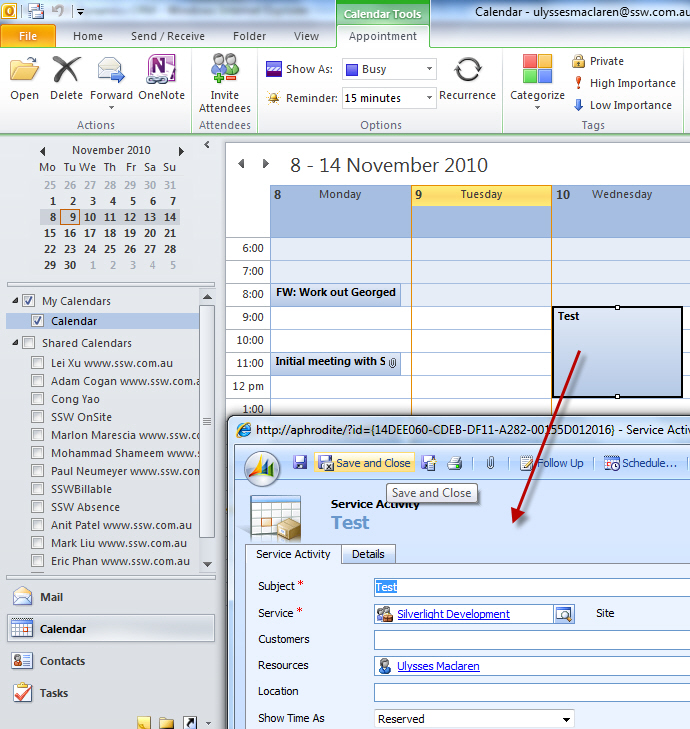 Calendar Tools
Calendar - ulyssesmaclaren@ssw.com.au
File Home Send / Receive Folder View Appointment
Open Delete Forward OneNote
Actions
Invite Attendees
Attendees
Show As: Busy
Reminder: 15 minutes
Recurrence
Options
Categorize
Private
High Importance
Low Importance
Tags
November 2010
Mo Tu We Th Fr Sa Su
25 26 27 28 29 30 31
1 2 3 4 5 6 7
8 9 10 11 12 13 14
15 16 17 18 19 20 21
22 23 24 25 26 27 28
29 30 1 2 3 4 5
My Calendars
Calendar
Shared Calendars
Lei Xu www.ssw.com.au
Adam Cogan www.ssw.com.a
Cong Yao
SSW OnSite
Marlon Marescia www.ssw.c
Mohammad Shameem www.s
Paul Neumeyer www.ssw.cor
SSWBillable
SSW Absence
Anit Patel www.ssw.com.au
Mark Liu www.ssw.com.au
Eric Phan www.ssw.com.au
Mail
Calendar
Contacts
Tasks
8 - 14 November 2010
8 Monday 9 Tuesday 10 Wednesday
6:00
7:00
8:00 FW: Work out Georged
9:00 Test
10:00
11:00 Initial meeting with S
12 pm
1:00
http://aphrodite/?id={14DEE060-CDEB-DF11-A282-00155D012016} - Service Activ
Save and Close Follow Up Schedule...
Save and Close
Service Activity
Test
Service Activity Details
Subject * Test
Service * Silverlight Development Site
Customers
Resources Ulysses Maclaren
Location
Show Time As Reserved